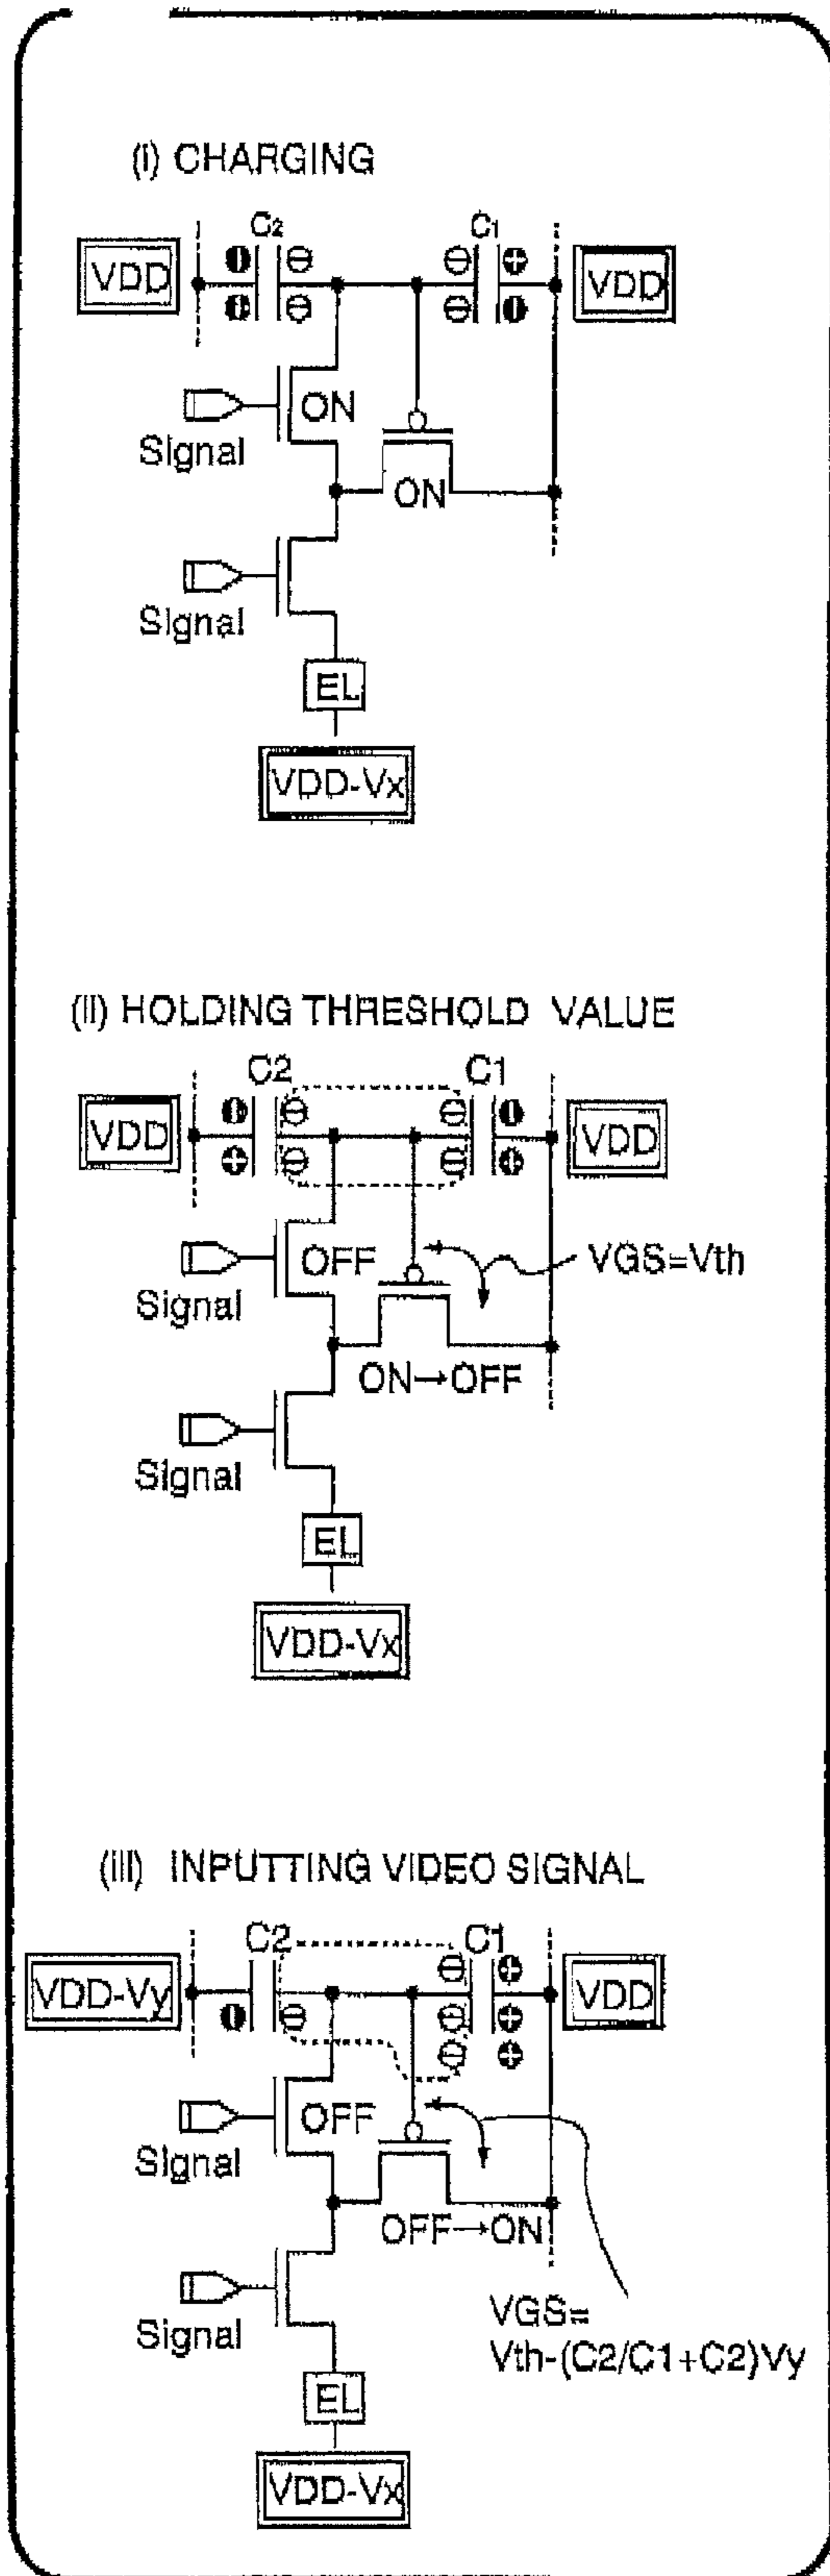 (i) CHARGING
C2 C1
VDD VDD
ON
Signal
ON
Signal
EL
VDD-Vx
(ii) HOLDING THRESHOLD VALUE
C2 C1
VDD VDD
OFF VGS=Vth
Signal
ON→OFF
Signal
EL
VDD-Vx
(iii) INPUTTING VIDEO SIGNAL
C2 C1
VDD-Vy VDD
OFF
Signal
OFF→ON
Signal
VGS=
Vth-(C2/C1+C2)Vy
EL
VDD-Vx